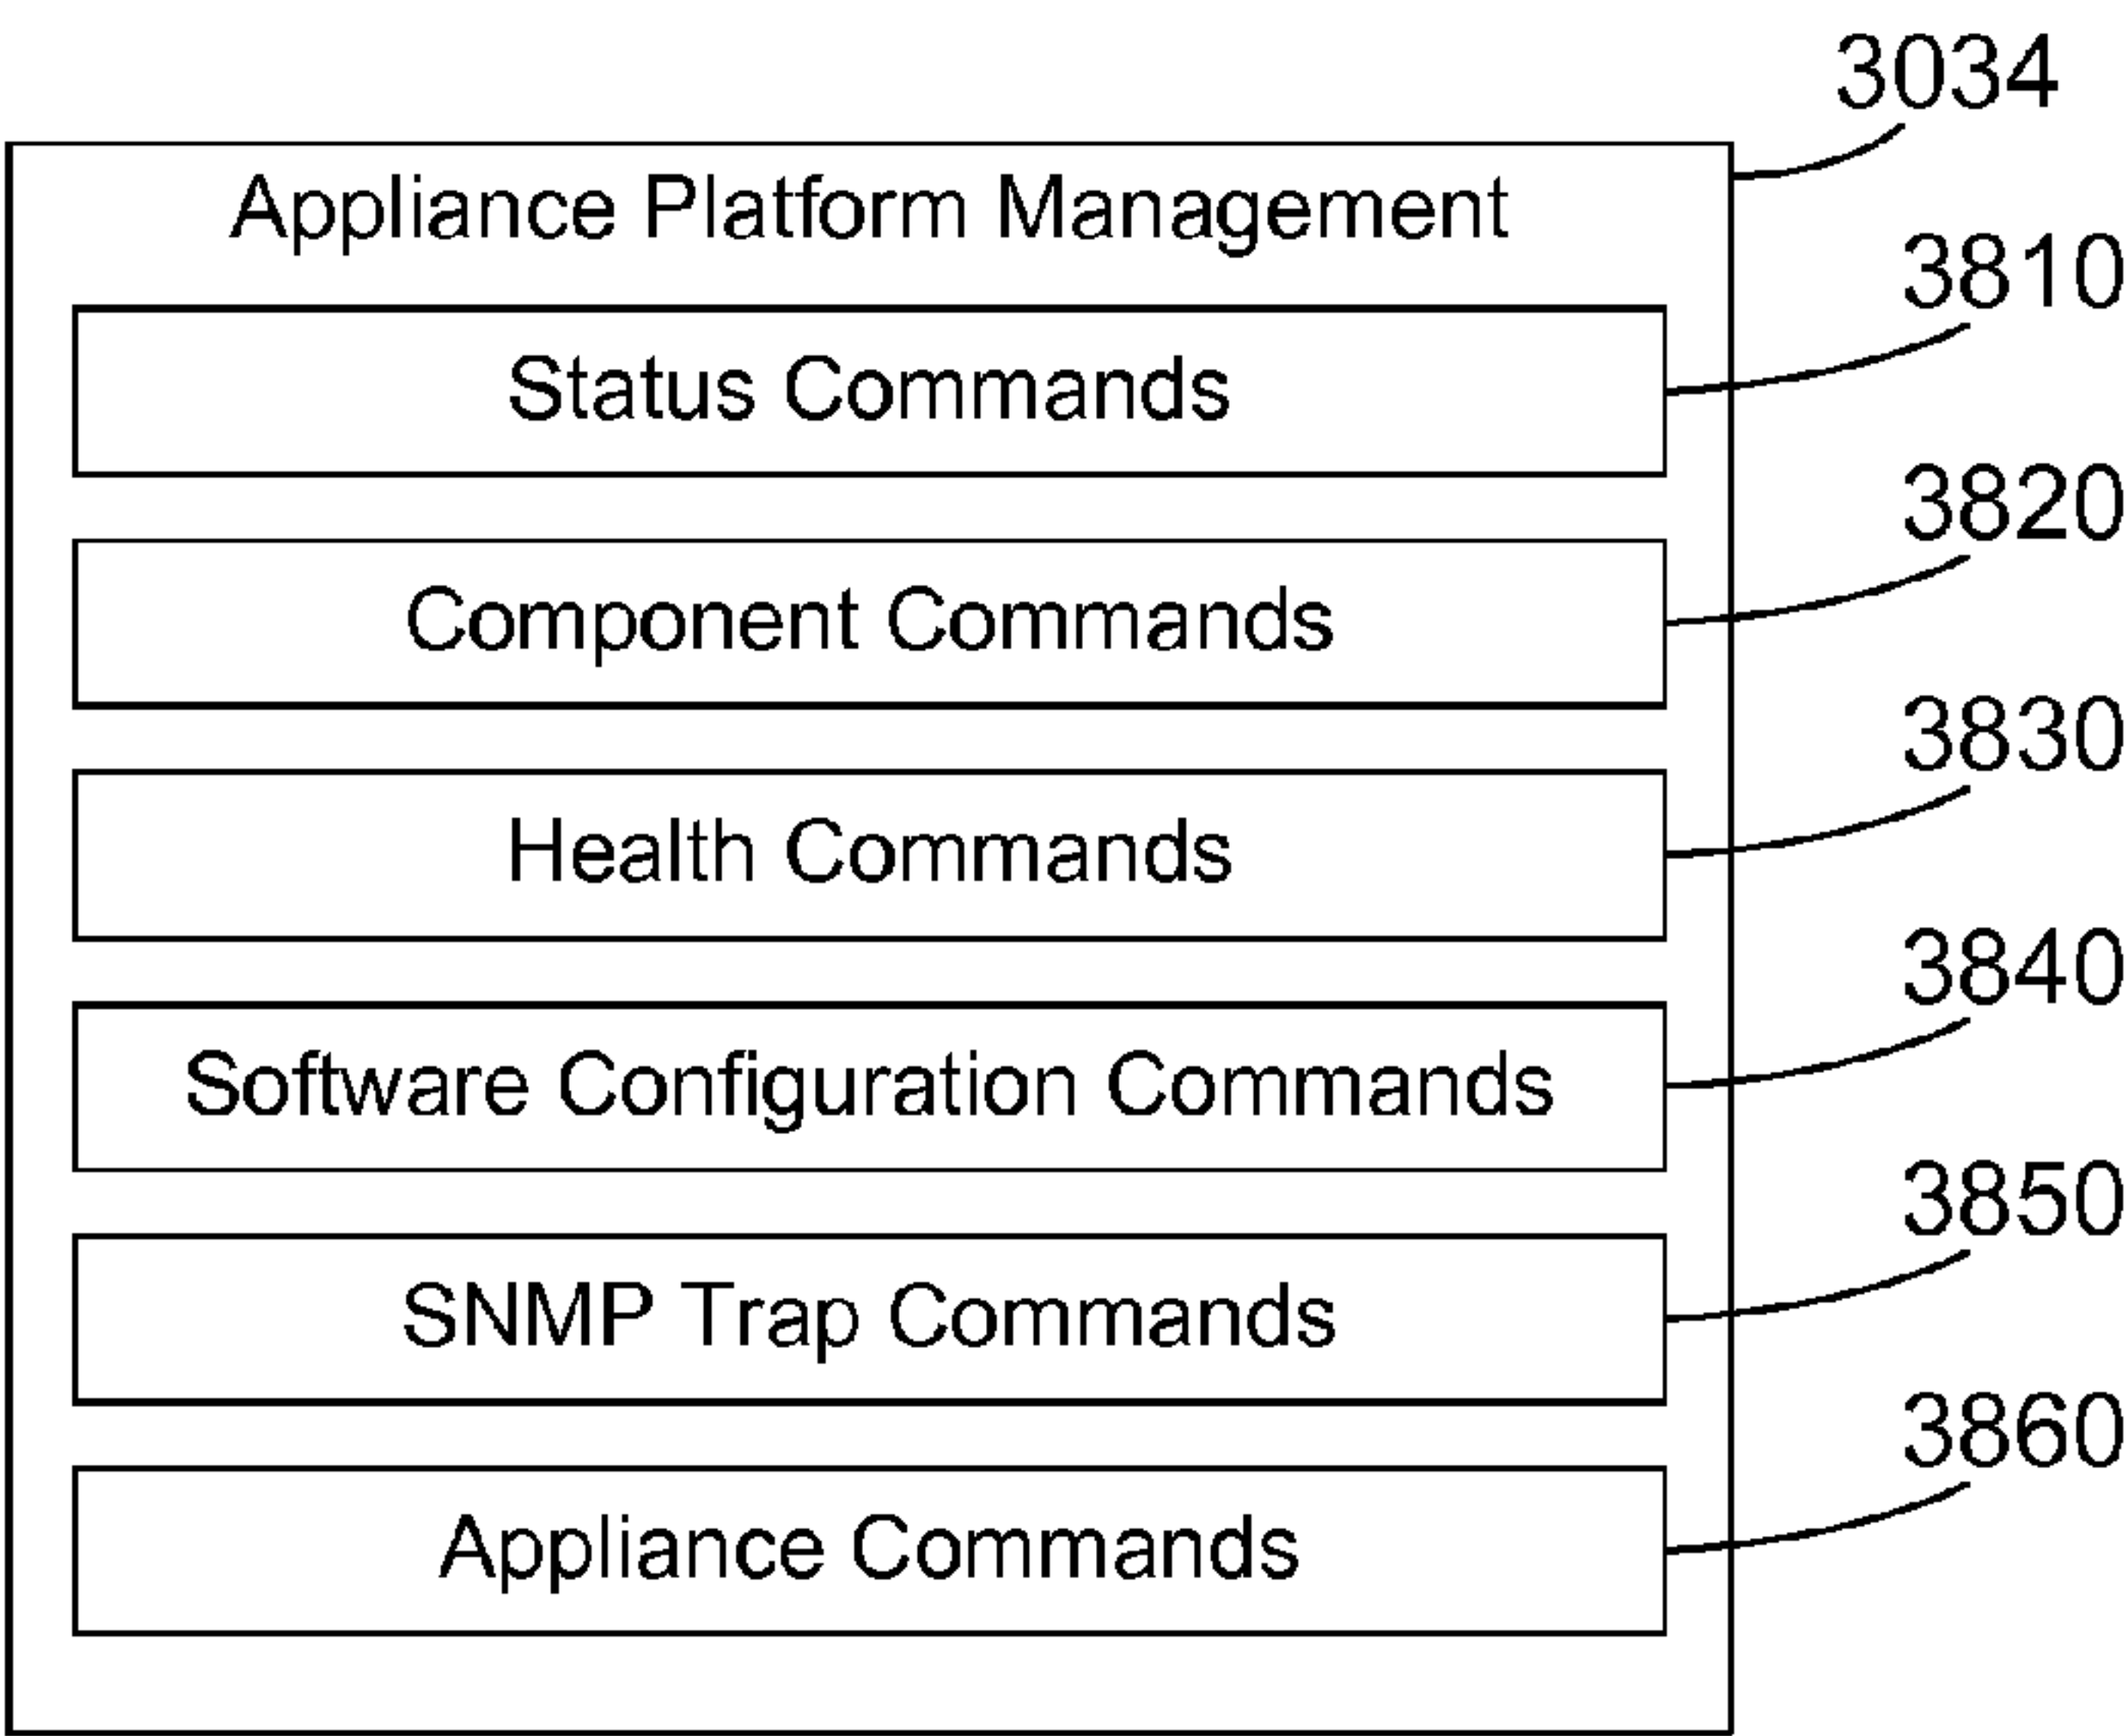 3034
Appliance Platform Management
3810
Status Commands
3820
Component Commands
3830
Health Commands
3840
Software Configuration Commands
3850
SNMP Trap Commands
3860
Appliance Commands